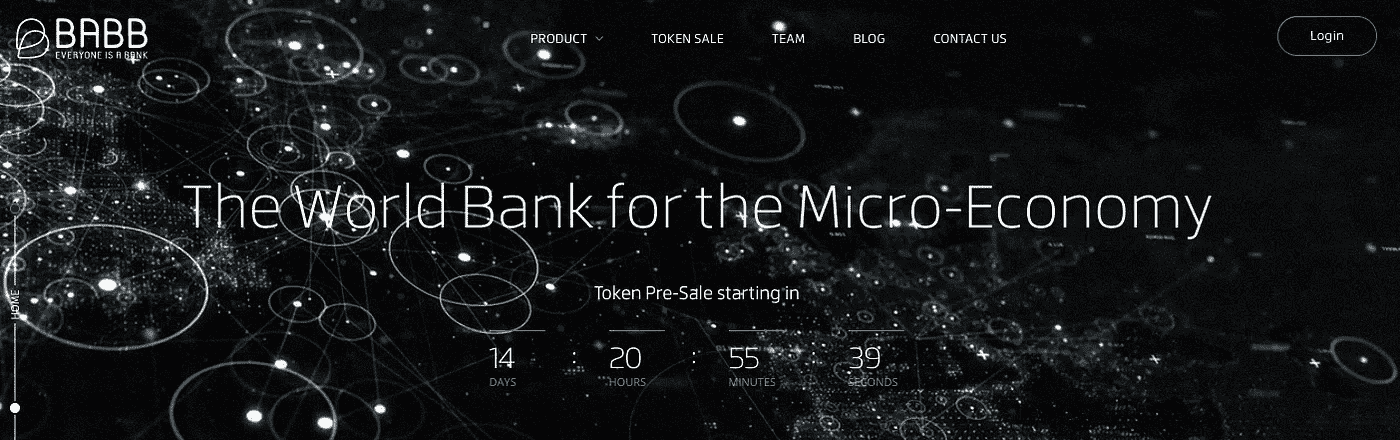 BABB
EVERYONE IS A BANK
PRODUCT TOKEN SALE TEAM BLOG CONTACT US
Login
The World Bank for the Micro-Economy
HOME
Token Pre-Sale starting in
14 : 20 : 55 : 39
DAYS HOURS MINUTES SECONDS